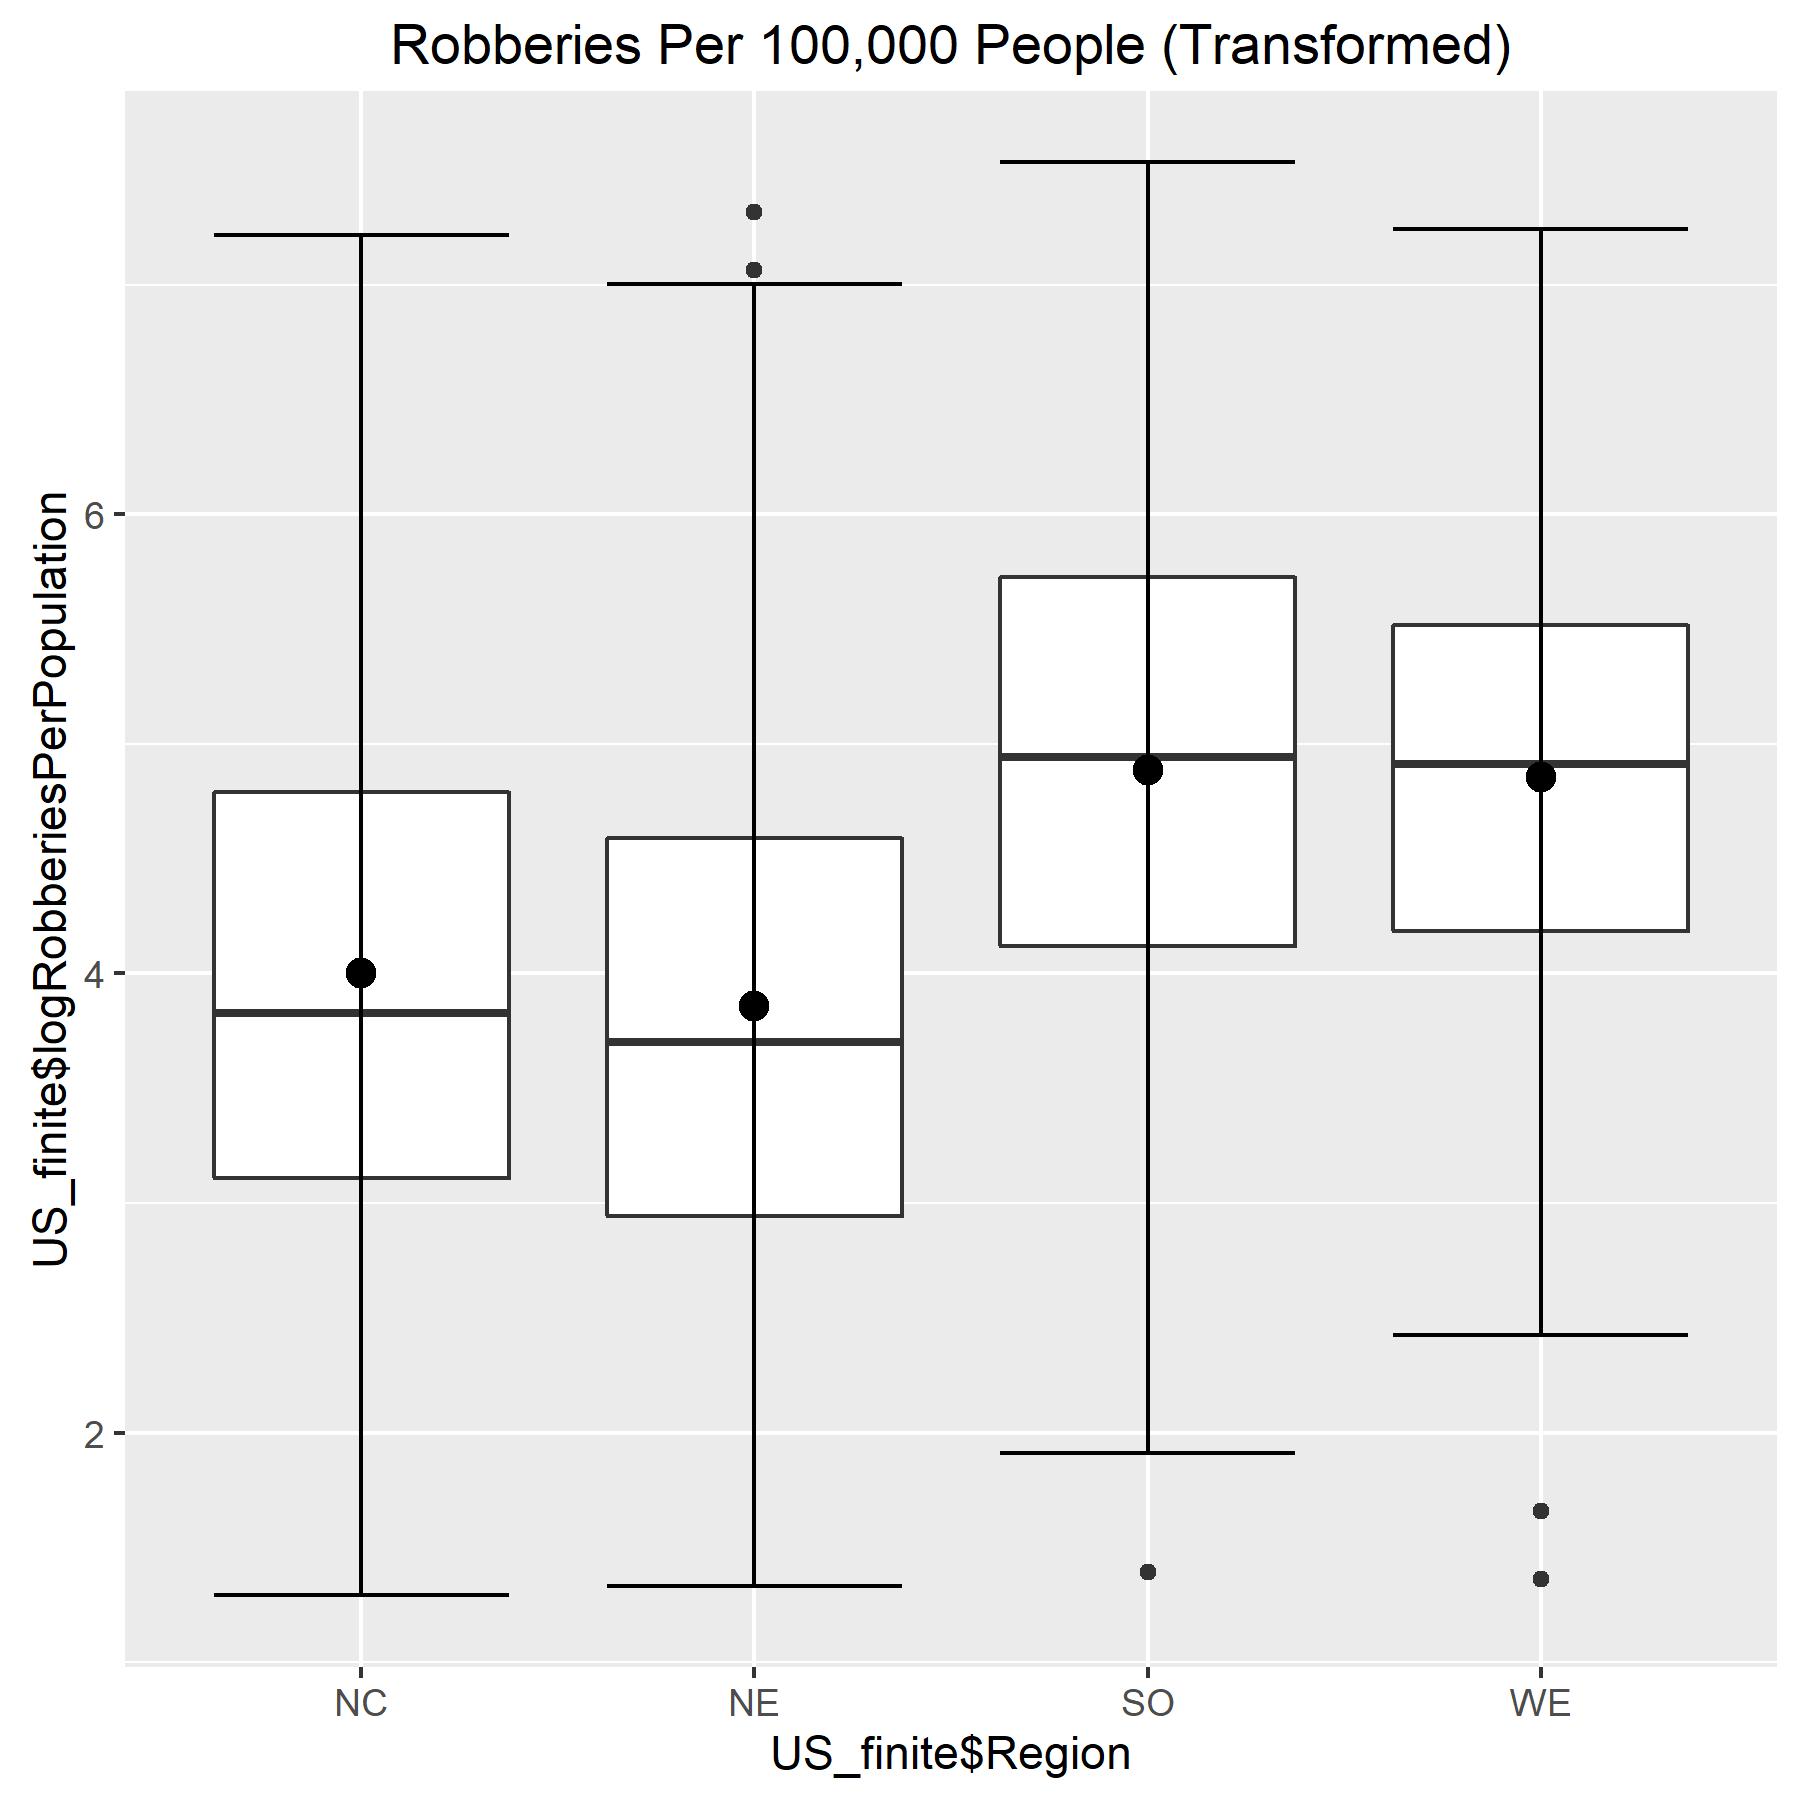 Robberies Per 100,000 People (Transformed)
US_finite$logRobberiesPerPopulation
6
4
2
NC NE SO WE
US_finite$Region